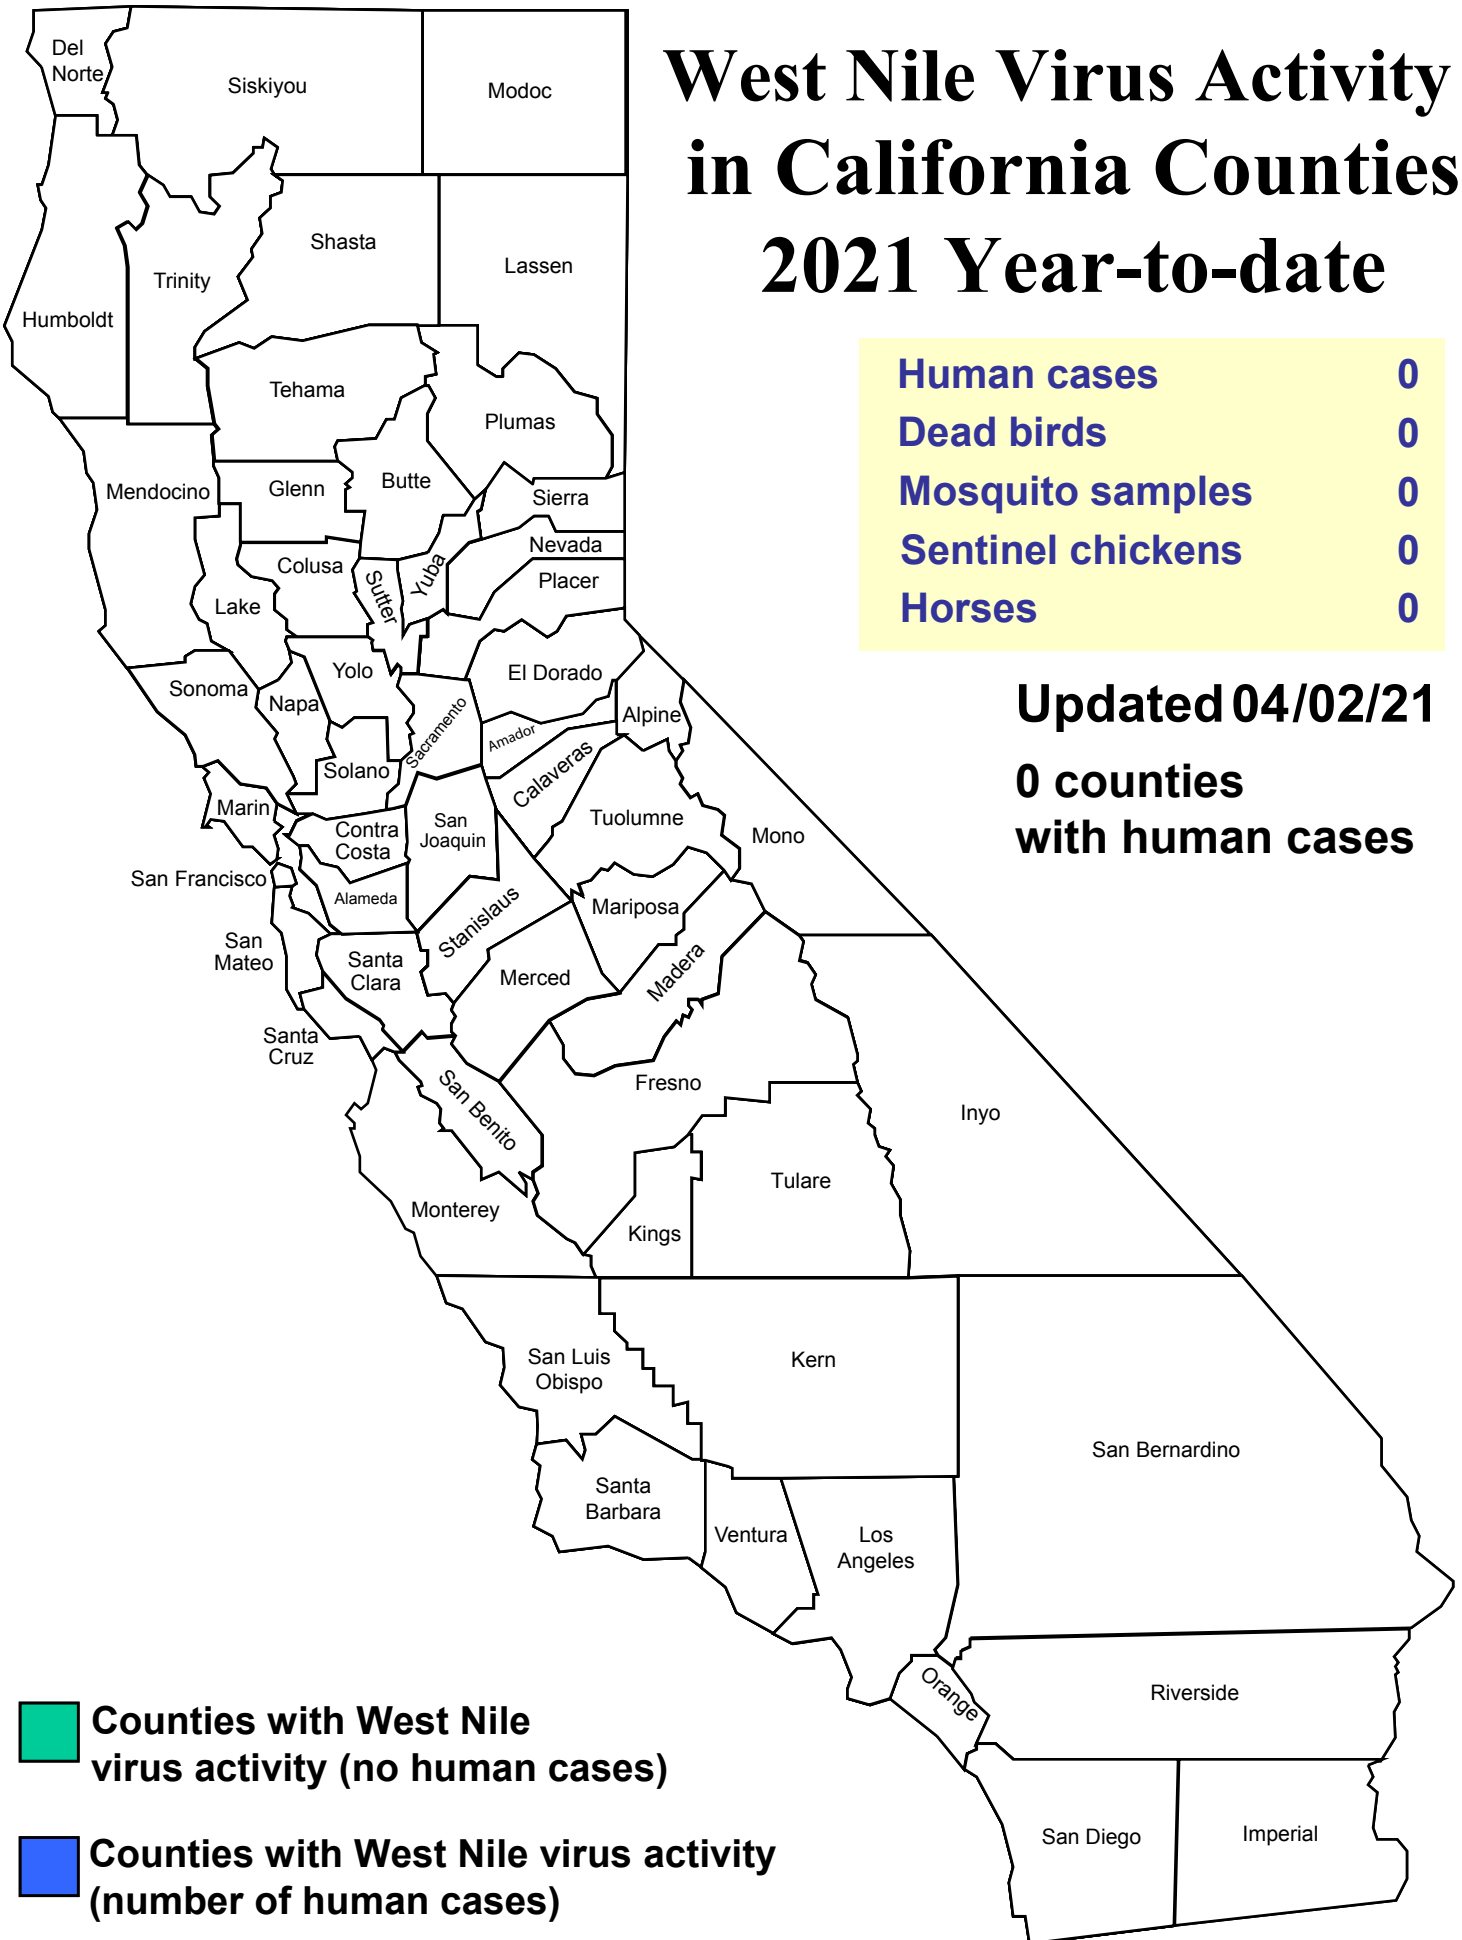 West Nile Virus Activity
in California Counties
2021 Year-to-date
Human cases 0
Dead birds 0
Mosquito samples 0
Sentinel chickens 0
Horses 0
Updated 04/02/21
0 counties
with human cases
Del
Norte
Siskiyou
Modoc
Shasta
Lassen
Trinity
Humboldt
Tehama
Plumas
Mendocino
Glenn
Butte
Sierra
Nevada
Colusa
Sutter
Yuba
Placer
Lake
Sonoma
Napa
Yolo
El Dorado
Sacramento
Amador
Alpine
Solano
Calaveras
Marin
Contra
Costa
San
Joaquin
Tuolumne
Mono
San Francisco
Alameda
Stanislaus
Mariposa
San
Mateo
Santa
Clara
Merced
Madera
Santa
Cruz
San Benito
Fresno
Inyo
Monterey
Kings
Tulare
San Luis
Obispo
Kern
San Bernardino
Santa
Barbara
Ventura
Los
Angeles
Orange
Riverside
San Diego
Imperial
Counties with West Nile
virus activity (no human cases)
Counties with West Nile virus activity
(number of human cases)